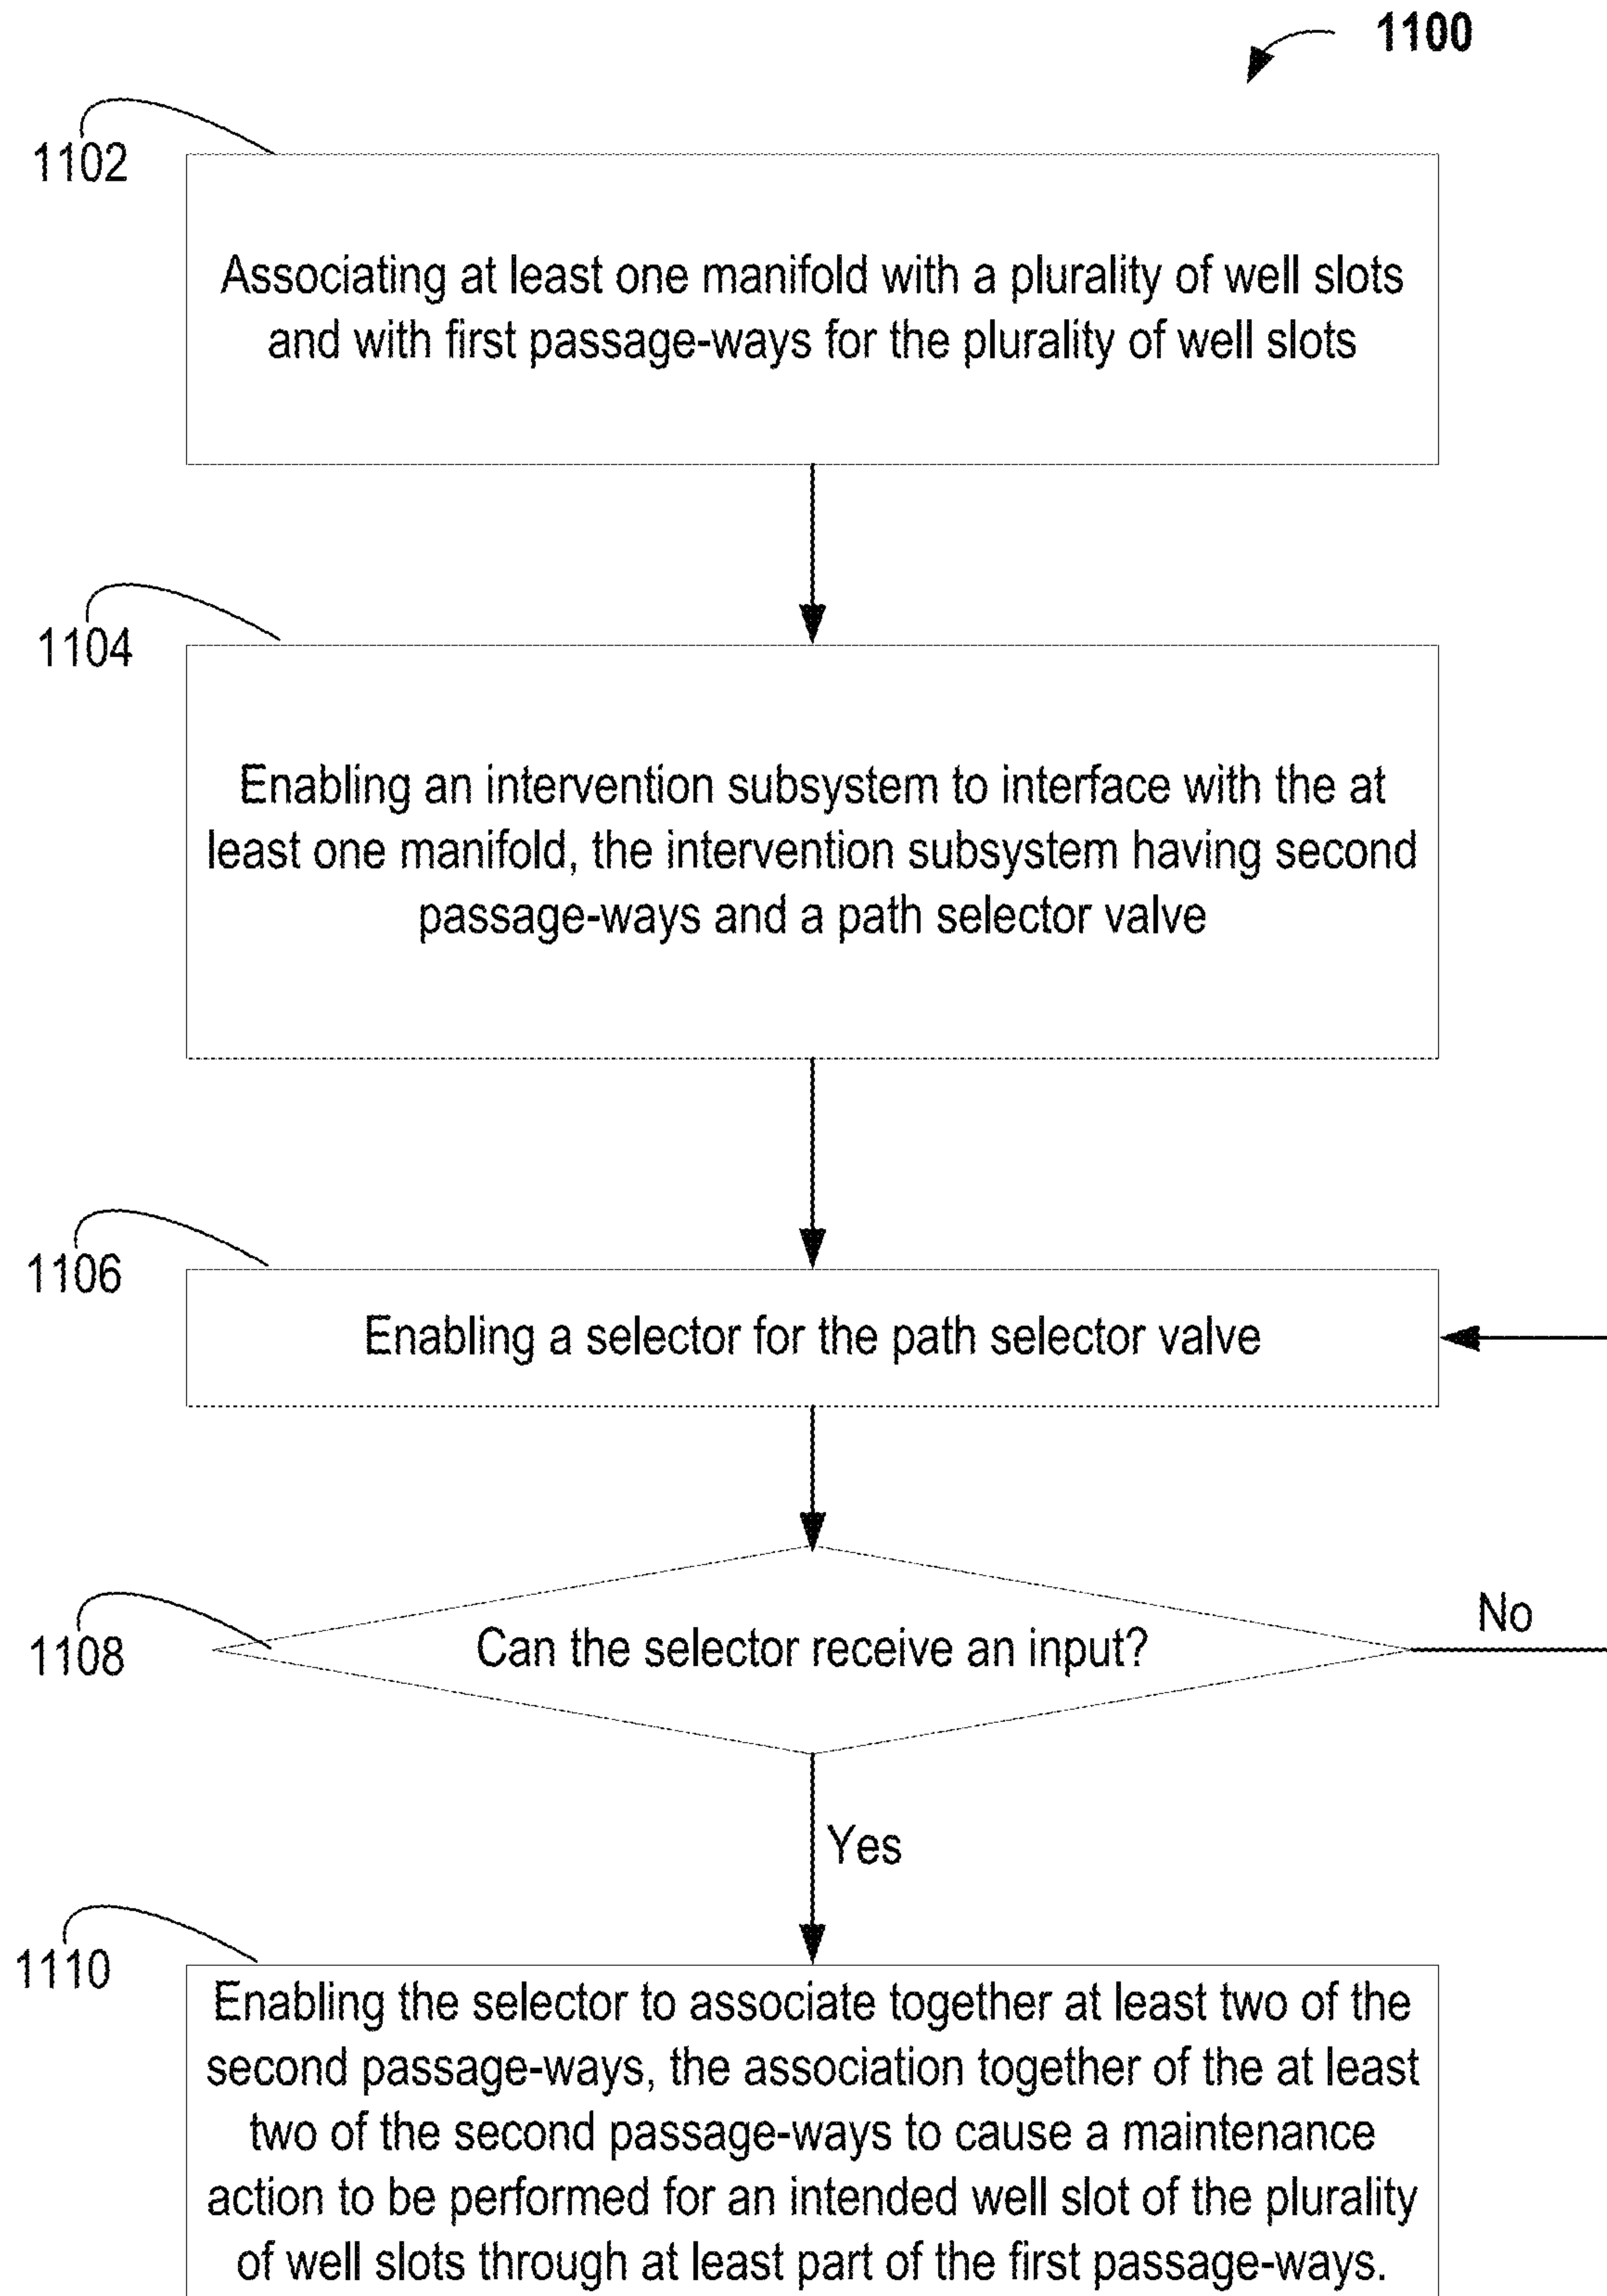 1100
1102
Associating at least one manifold with a plurality of well slots
and with first passage-ways for the plurality of well slots
1104
Enabling an intervention subsystem to interface with the at
least one manifold, the intervention subsystem having second
passage-ways and a path selector valve
1106
Enabling a selector for the path selector valve
1108
Can the selector receive an input?
No
Yes
1110
Enabling the selector to associate together at least two of the
second passage-ways, the association together of the at least
two of the second passage-ways to cause a maintenance
action to be performed for an intended well slot of the plurality
of well slots through at least part of the first passage-ways.